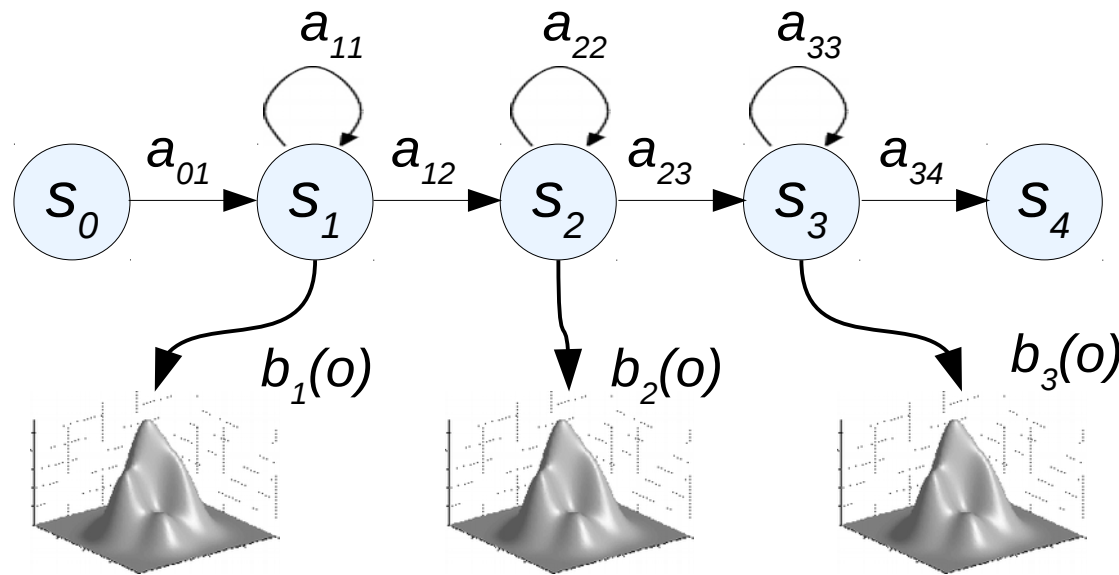 a₁₁ a₂₂ a₃₃
a₀₁ a₁₂ a₂₃ a₃₄
s₀ s₁ s₂ s₃ s₄
b₁(o) b₂(o) b₃(o)